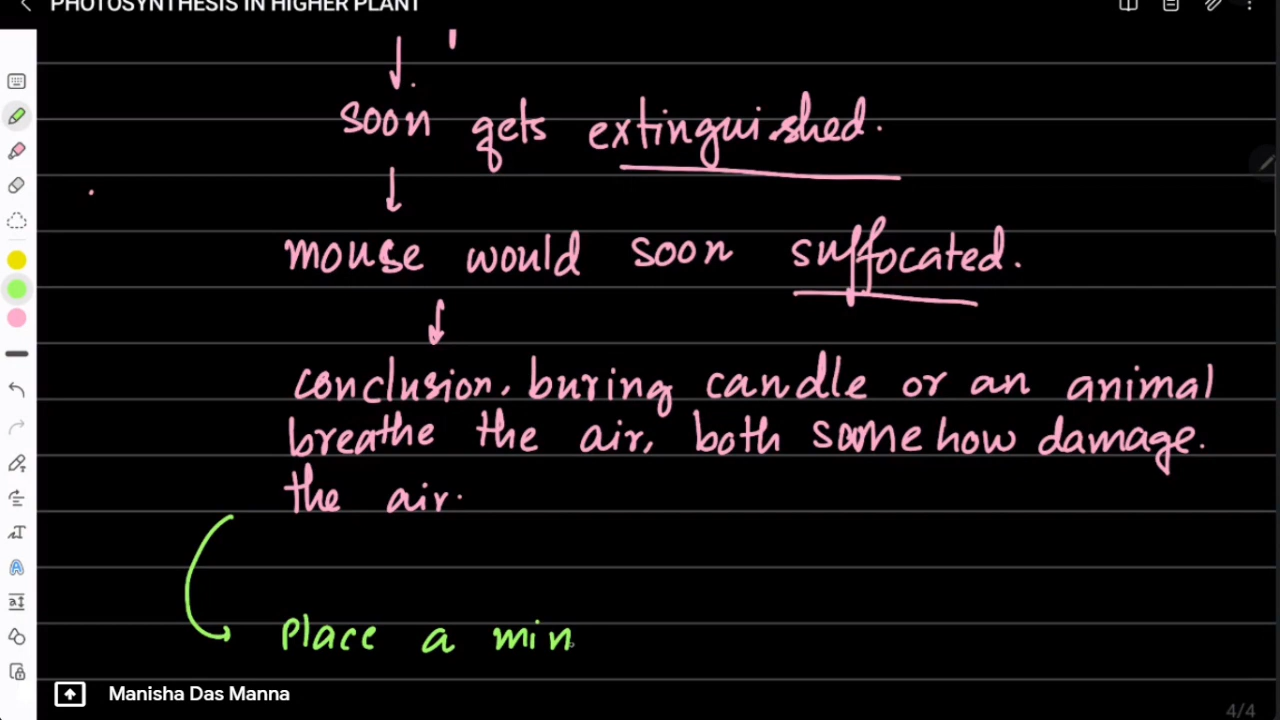 PHOTOSYNTHESIS IN HIGHER PLANT
soon gets extinguished.
mouse would soon suffocated.
conclusion, buring candle or an animal
breathe the air, both somehow damage.
the air.
Place a min
Manisha Das Manna
4/4